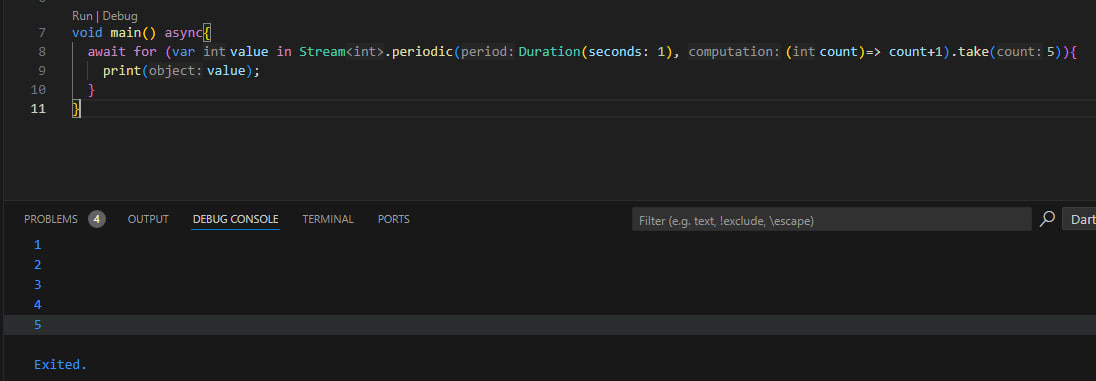 Run | Debug
7 void main() async{
8 await for (var int value in Stream<int>.periodic(period: Duration(seconds: 1), computation: (int count)=> count+1).take(count: 5)){
9 print(object: value);
10 }
11 }
PROBLEMS 4 OUTPUT DEBUG CONSOLE TERMINAL PORTS Filter (e.g. text, !exclude, \escape) Dart
1
2
3
4
5
Exited.